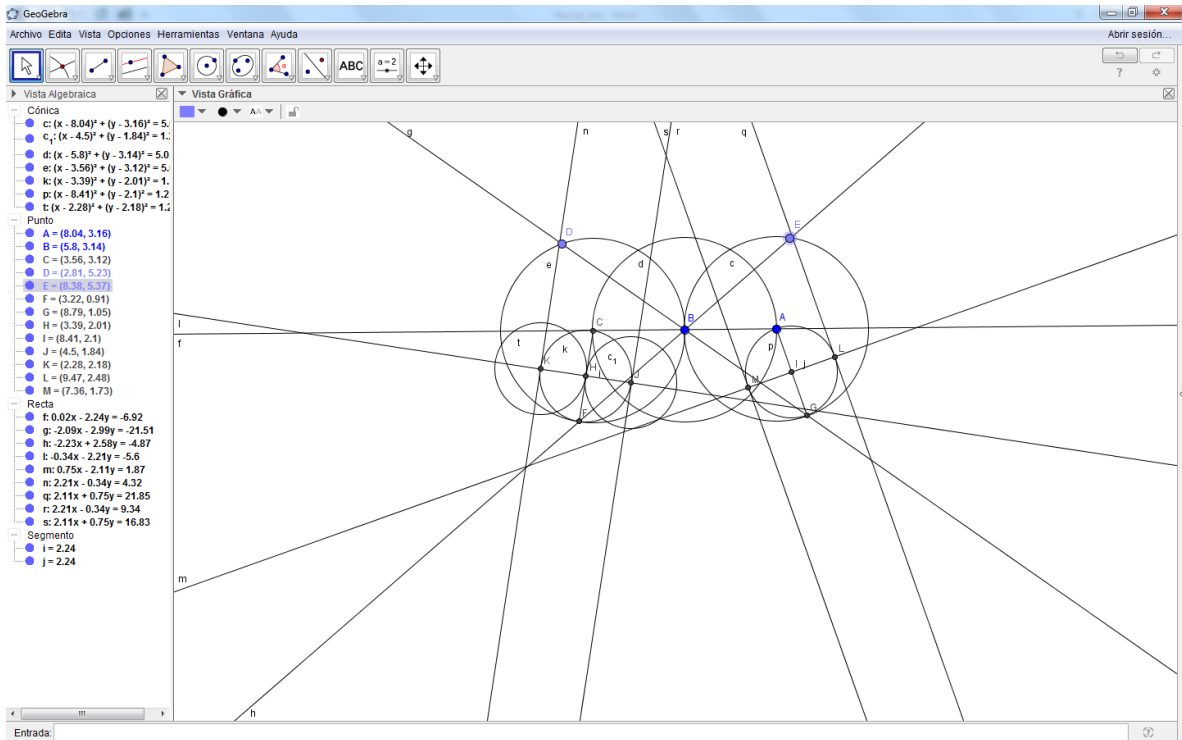 GeoGebra
Archivo Edita Vista Opciones Herramientas Ventana Ayuda
Abrir sesión...
ABC
a=2
Vista Algebraica
Vista Gráfica
AA
Cónica
c: (x - 8.04)² + (y - 3.16)² = 5.
c₁: (x - 4.5)² + (y - 1.84)² = 1.
d: (x - 5.8)² + (y - 3.14)² = 5.0
e: (x - 3.56)² + (y - 3.12)² = 5.
k: (x - 3.39)² + (y - 2.01)² = 1.
p: (x - 8.41)² + (y - 2.1)² = 1.2
t: (x - 2.28)² + (y - 2.18)² = 1.2
Punto
A = (8.04, 3.16)
B = (5.8, 3.14)
C = (3.56, 3.12)
D = (2.81, 5.23)
E = (8.38, 5.37)
F = (3.22, 0.91)
G = (8.79, 1.05)
H = (3.39, 2.01)
I = (8.41, 2.1)
J = (4.5, 1.84)
K = (2.28, 2.18)
L = (9.47, 2.48)
M = (7.36, 1.73)
Recta
f: 0.02x - 2.24y = -6.92
g: -2.09x - 2.99y = -21.51
h: -2.23x + 2.58y = -4.87
l: -0.34x - 2.21y = -5.6
m: 0.75x - 2.11y = 1.87
n: 2.21x - 0.34y = 4.32
q: 2.11x + 0.75y = 21.85
r: 2.21x - 0.34y = 9.34
s: 2.11x + 0.75y = 16.83
Segmento
i = 2.24
j = 2.24
g n s r q
D E
e d c
C B A
l
f
t k c₁ p L
K H i J M I j
F G
m
h
Entrada: